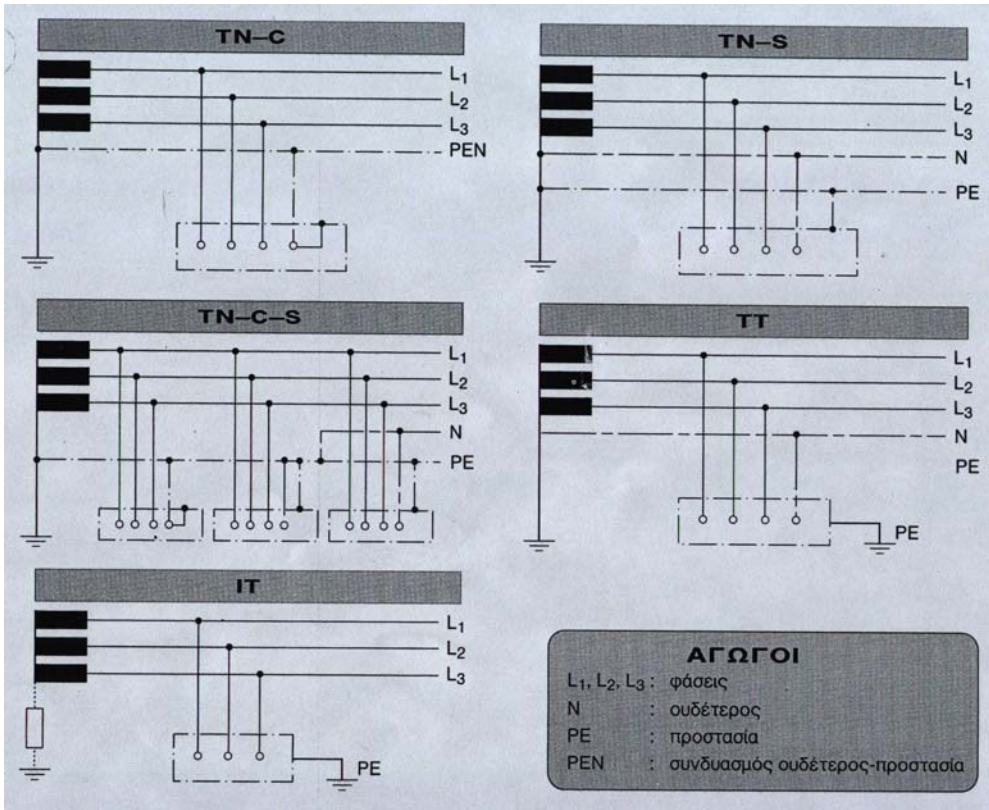 TN–C
L1
L2
L3
PEN
TN–S
L1
L2
L3
N
PE
TN–C–S
L1
L2
L3
N
PE
TT
L1
L2
L3
N
PE
PE
IT
L1
L2
L3
PE
ΑΓΩΓΟΙ
L1, L2, L3 : φάσεις
N : ουδέτερος
PE : προστασία
PEN : συνδυασμός ουδέτερος-προστασία